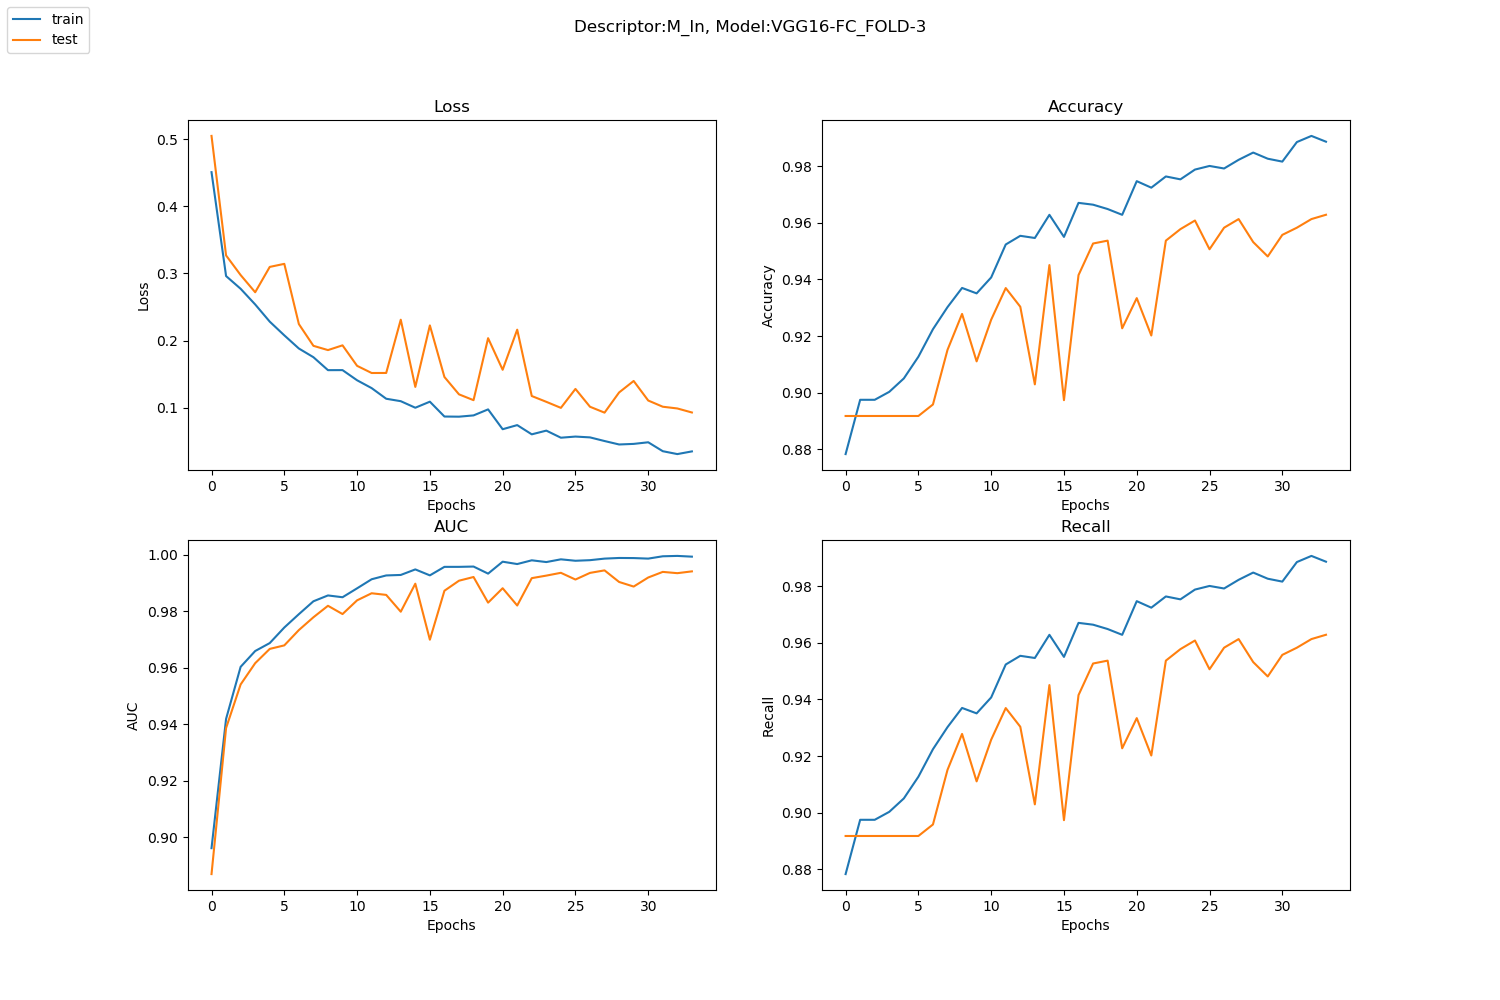 train
test
Descriptor:M_In, Model:VGG16-FC_FOLD-3
Loss
0.5
0.4
0.3
0.2
0.1
Loss
0 5 10 15 20 25 30
Epochs
Accuracy
0.98
0.96
0.94
0.92
0.90
0.88
Accuracy
0 5 10 15 20 25 30
Epochs
AUC
1.00
0.98
0.96
0.94
0.92
0.90
AUC
0 5 10 15 20 25 30
Epochs
Recall
0.98
0.96
0.94
0.92
0.90
0.88
Recall
0 5 10 15 20 25 30
Epochs